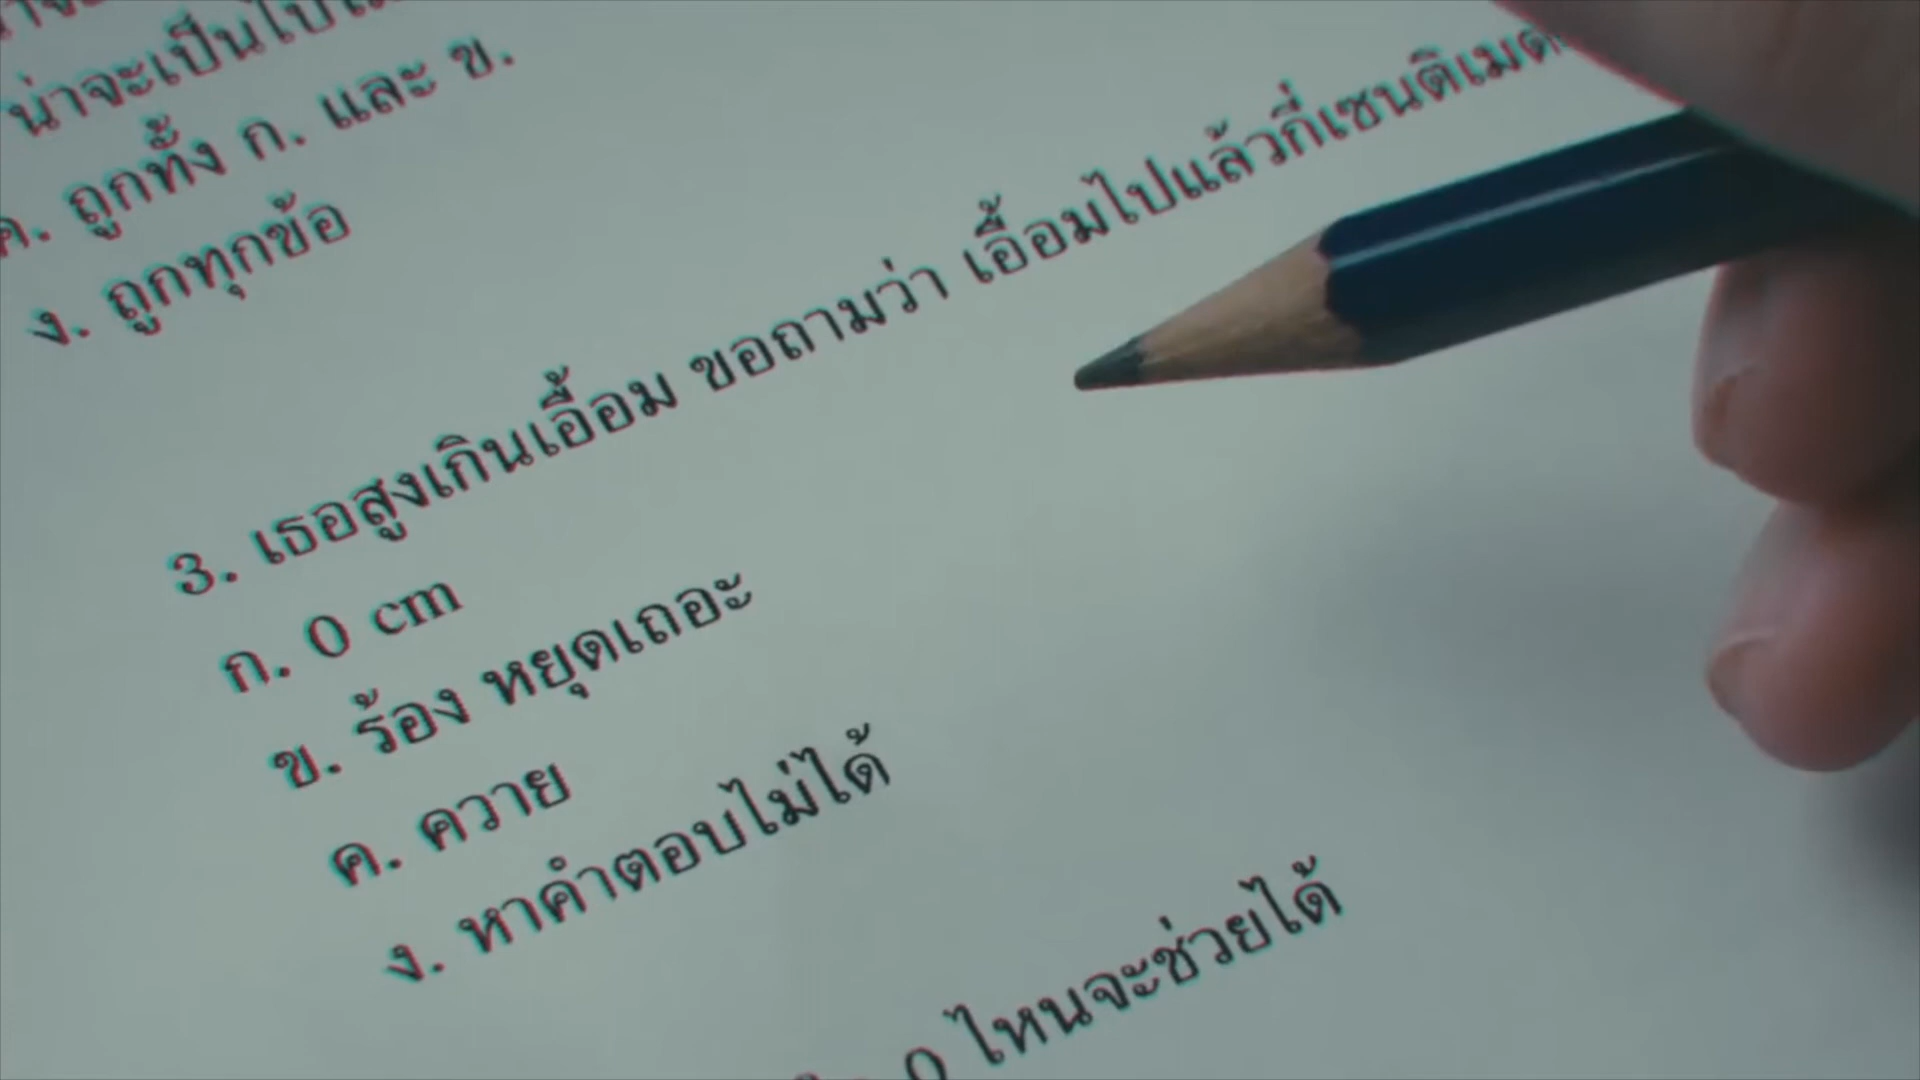 น่าจะเป็นไปได้
ค. ถูกทั้ง ก. และ ข.
ง. ถูกทุกข้อ
3. เธอสูงเกินเอื้อม ขอถามว่า เอื้อมไปแล้วกี่เซนติเมตร
ก. 0 cm
ข. ร้อง หยุดเถอะ
ค. ควาย
ง. หาคำตอบไม่ได้
0 ไหนจะช่วยได้